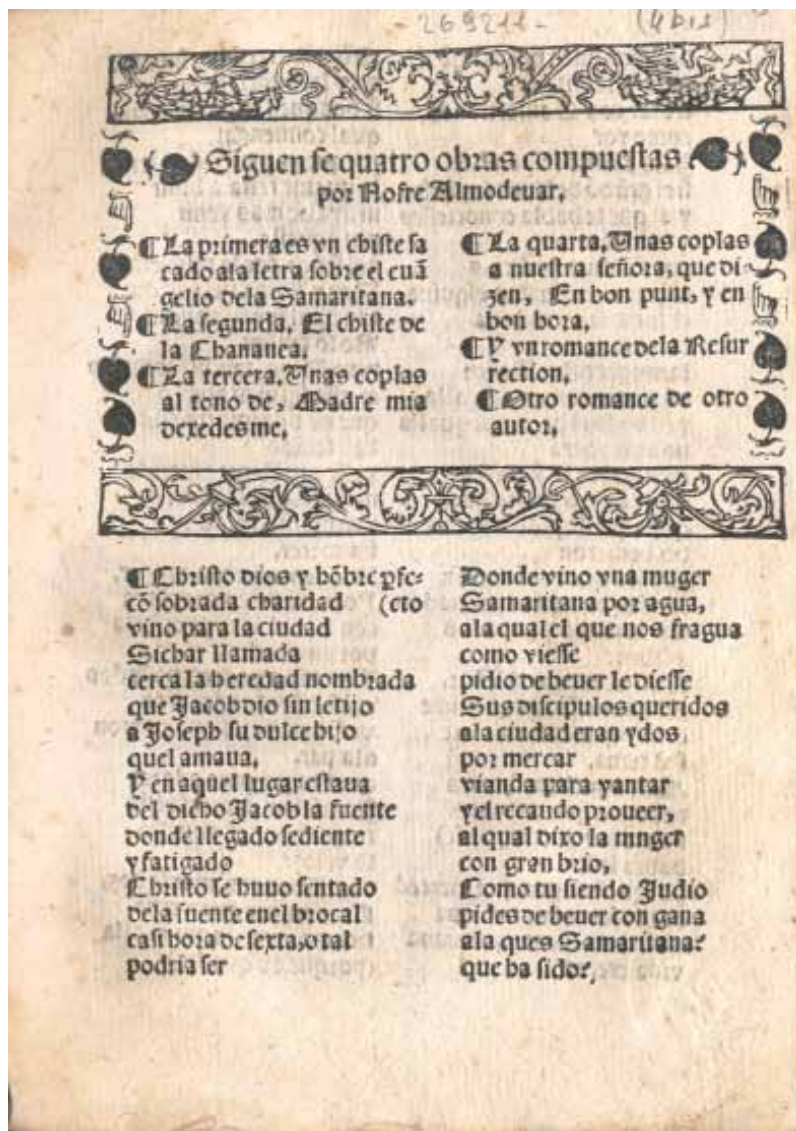 - 269211 - (4 bis)
Siguen se quatro obras compuestas
por Nofre Almodeuar.
¶ La primera es vn chiste sa
cado ala letra sobre el euã
gelio dela Samaritana.
¶ La segunda, El chiste de
la Chananea.
¶ La tercera, Unas coplas
al tono de, Madre mia
dexedes me,
¶ La quarta, Unas coplas
a nuestra señora, que di-
zen, En bon punt, y en
bon hora,
¶ Y vn romance dela Resur
rection,
¶ Otro romance de otro
autor,
¶ Christo dios y hõbre ꝑfe-
cõ sobrada charidad (cto
vino para la ciudad
Sichar llamada
cerca la heredad nombrada
que Jacob dio sin letijo
a Joseph su dulce hijo
quel amaua,
Y en aquel lugar estaua
del dicho Jacob la fuente
donde llegado sediente
y fatigado
Christo se huuo sentado
dela fuente enel brocal
casi hora de sexta, o tal
podria ser
Donde vino vna muger
Samaritana por agua,
ala qual el que nos fragua
como viesse
pidio de beuer le diesse
Sus discipulos queridos
ala ciudad eran ydos,
por mercar
vianda para yantar
y el recaudo proueer,
al qual dixo la mnger
con gran brio,
Como tu siendo Judio
pides de beuer con gana
ala ques Samaritana?
que ha sido?,